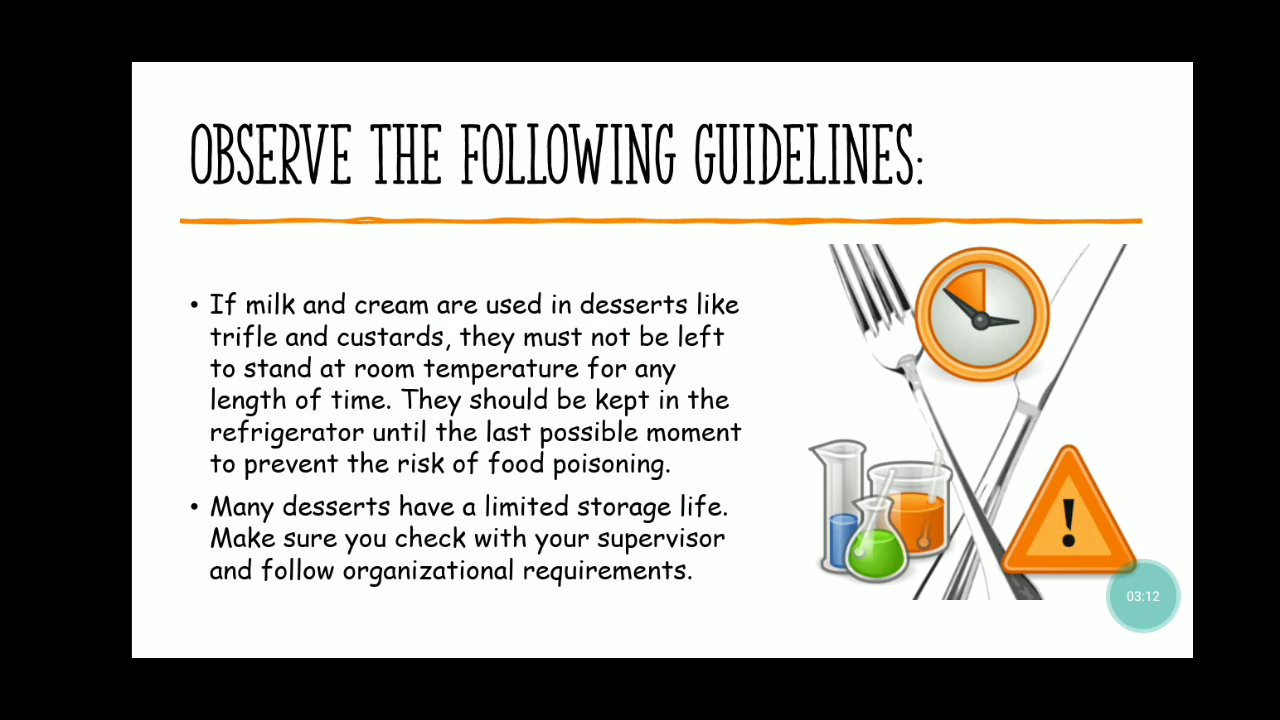 OBSERVE THE FOLLOWING GUIDELINES:
• If milk and cream are used in desserts like
trifle and custards, they must not be left
to stand at room temperature for any
length of time. They should be kept in the
refrigerator until the last possible moment
to prevent the risk of food poisoning.
• Many desserts have a limited storage life.
Make sure you check with your supervisor
and follow organizational requirements.
!
03:12